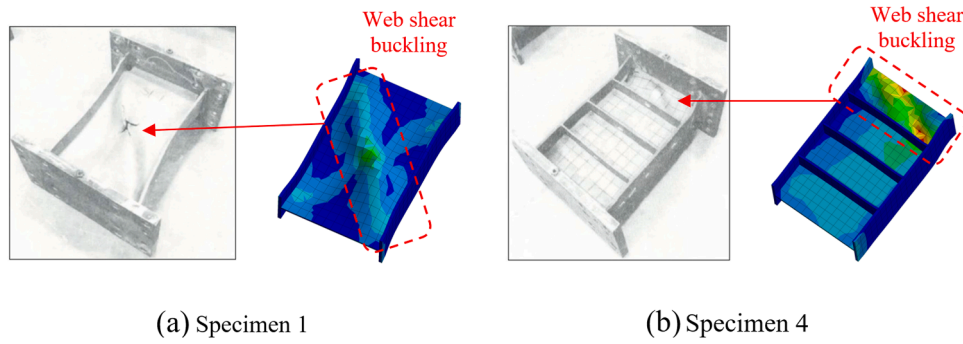 Web shear
buckling
Web shear
buckling
(a) Specimen 1
(b) Specimen 4